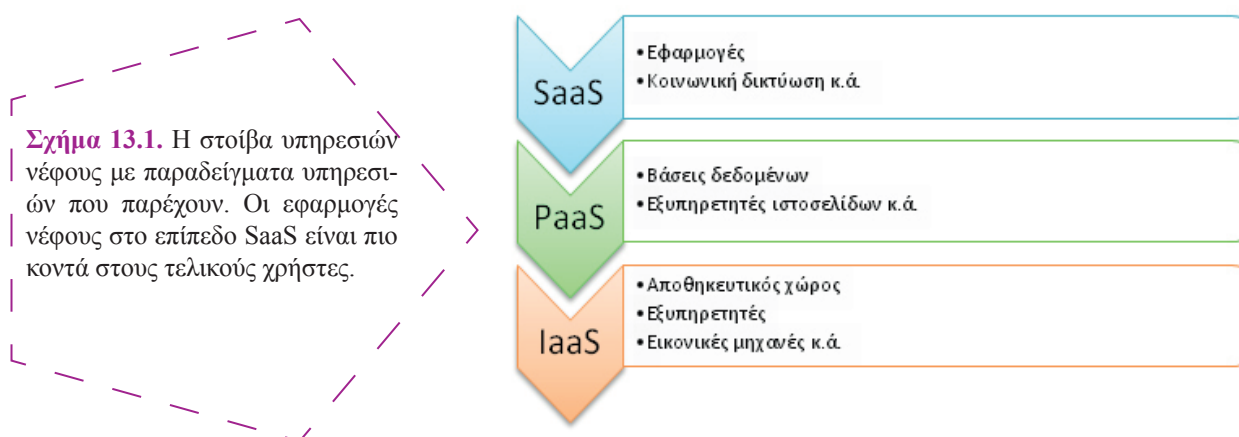 Σχήμα 13.1. Η στοίβα υπηρεσιών
νέφους με παραδείγματα υπηρεσι-
ών που παρέχουν. Οι εφαρμογές
νέφους στο επίπεδο SaaS είναι πιο
κοντά στους τελικούς χρήστες.
SaaS
•Εφαρμογές
•Κοινωνική δικτύωση κ.ά.
PaaS
•Βάσεις δεδομένων
•Εξυπηρετητές ιστοσελίδων κ.ά.
IaaS
•Αποθηκευτικός χώρος
•Εξυπηρετητές
•Εικονικές μηχανές κ.ά.